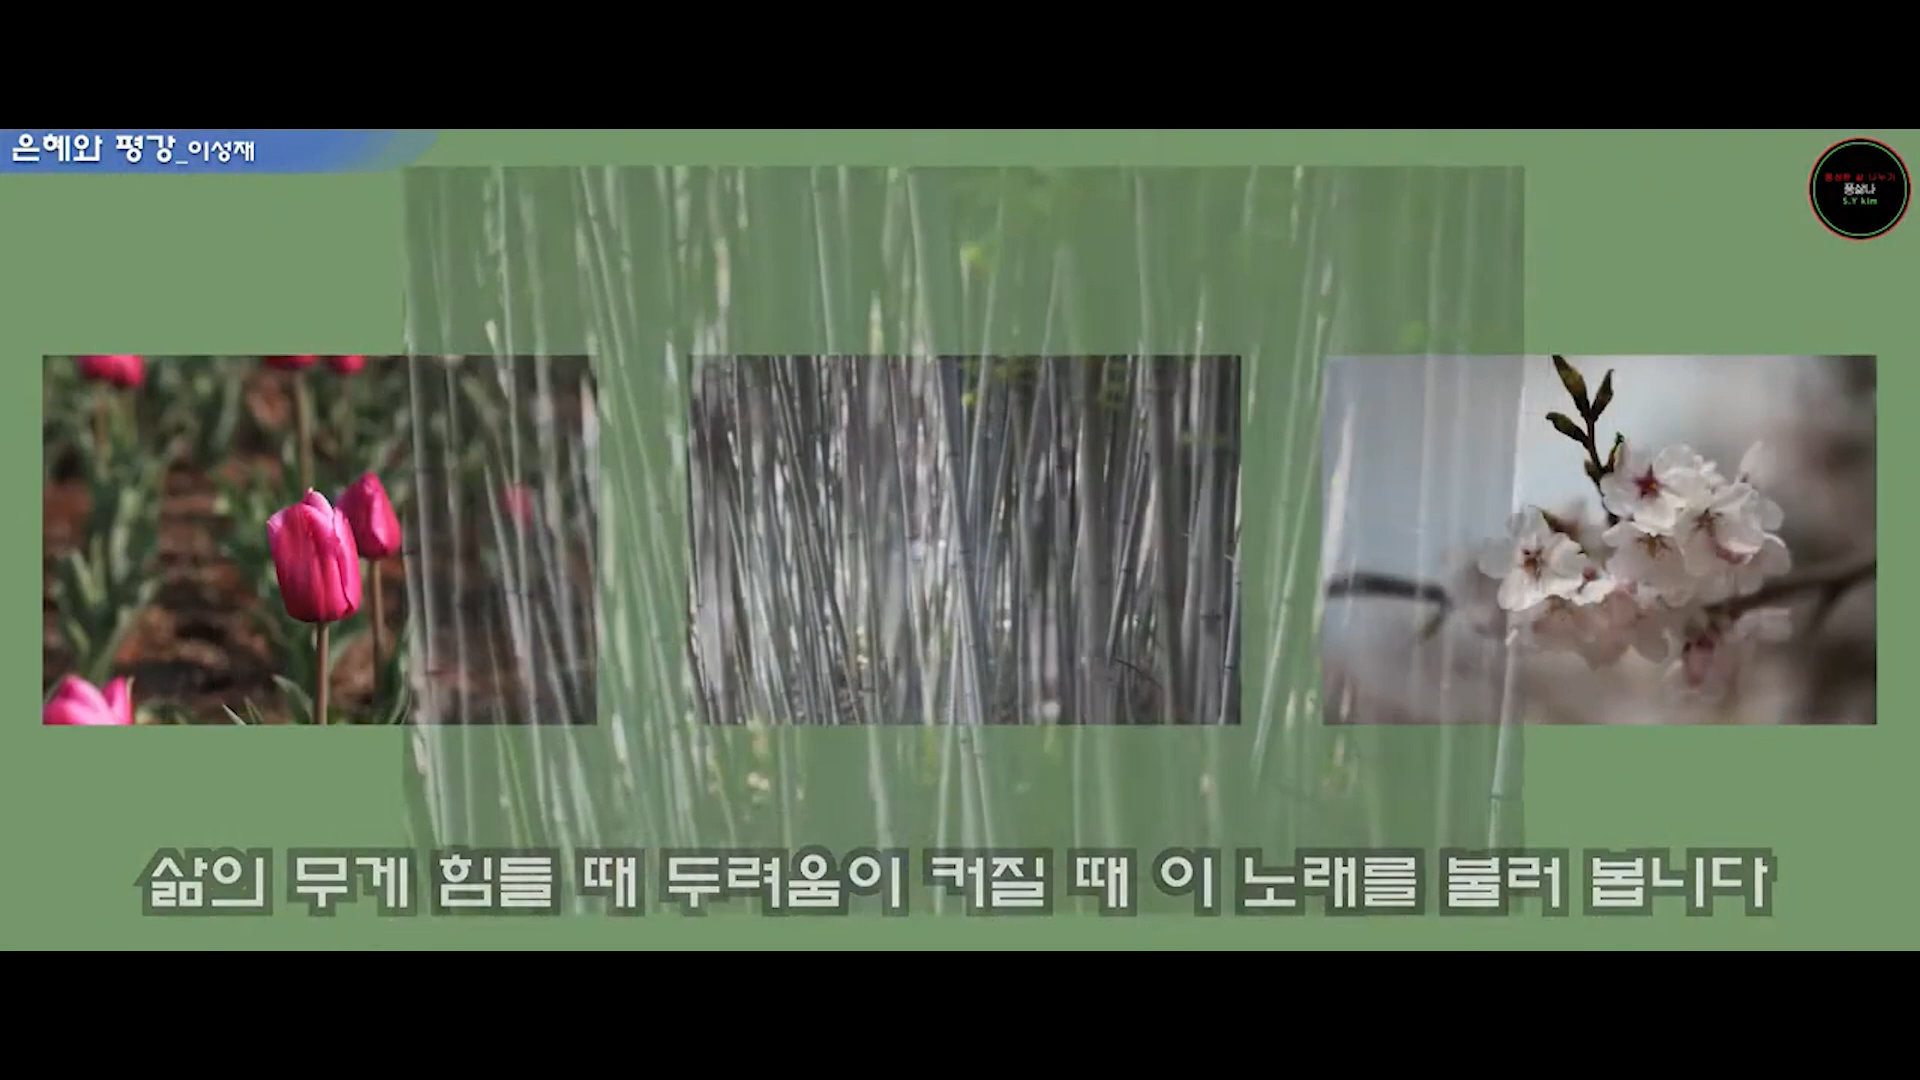 은혜와 평강_이성재
풍성한 삶 나누기
풍삶나
S.Y kim
삶의 무게 힘들 때 두려움이 커질 때 이 노래를 불러 봅니다